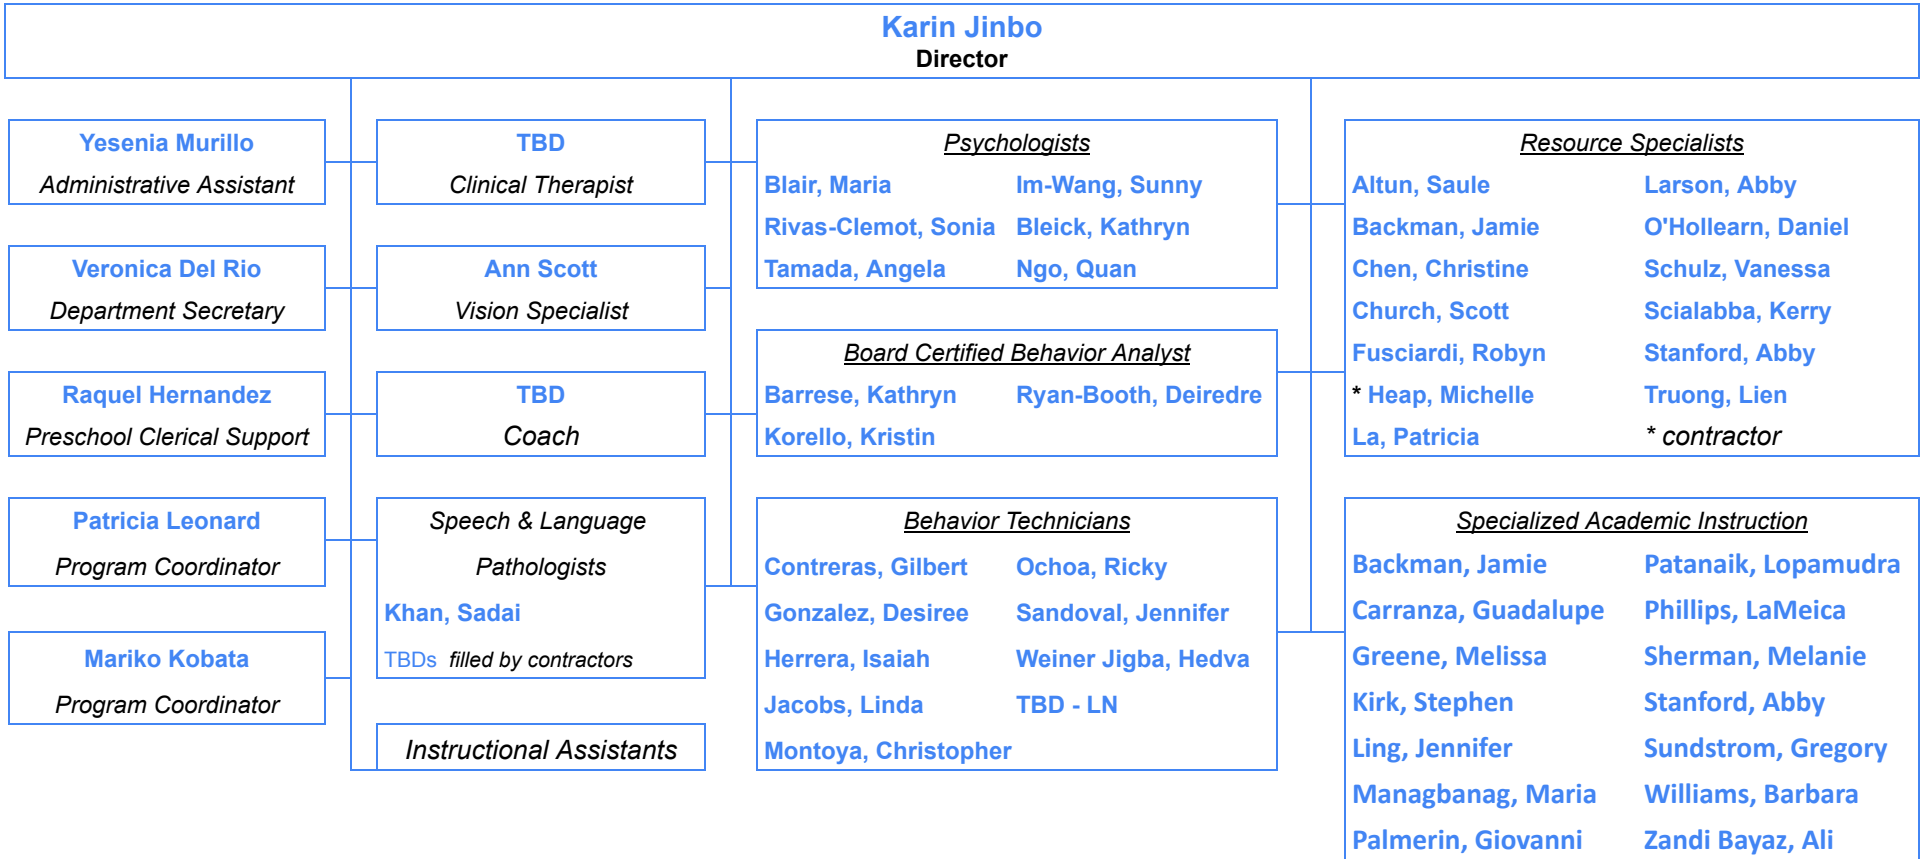 Karin Jinbo
Director
Yesenia Murillo
Administrative Assistant
Veronica Del Rio
Department Secretary
Raquel Hernandez
Preschool Clerical Support
Patricia Leonard
Program Coordinator
Mariko Kobata
Program Coordinator
TBD
Clinical Therapist
Ann Scott
Vision Specialist
TBD
Coach
Speech & Language
Pathologists
Khan, Sadai
TBDs filled by contractors
Instructional Assistants
Psychologists
Blair, Maria Im-Wang, Sunny
Rivas-Clemot, Sonia Bleick, Kathryn
Tamada, Angela Ngo, Quan
Board Certified Behavior Analyst
Barrese, Kathryn Ryan-Booth, Deiredre
Korello, Kristin
Behavior Technicians
Contreras, Gilbert Ochoa, Ricky
Gonzalez, Desiree Sandoval, Jennifer
Herrera, Isaiah Weiner Jigba, Hedva
Jacobs, Linda TBD - LN
Montoya, Christopher
Resource Specialists
Altun, Saule Larson, Abby
Backman, Jamie O'Hollearn, Daniel
Chen, Christine Schulz, Vanessa
Church, Scott Scialabba, Kerry
Fusciardi, Robyn Stanford, Abby
* Heap, Michelle Truong, Lien
La, Patricia * contractor
Specialized Academic Instruction
Backman, Jamie Patanaik, Lopamudra
Carranza, Guadalupe Phillips, LaMeica
Greene, Melissa Sherman, Melanie
Kirk, Stephen Stanford, Abby
Ling, Jennifer Sundstrom, Gregory
Managbanag, Maria Williams, Barbara
Palmerin, Giovanni Zandi Bayaz, Ali